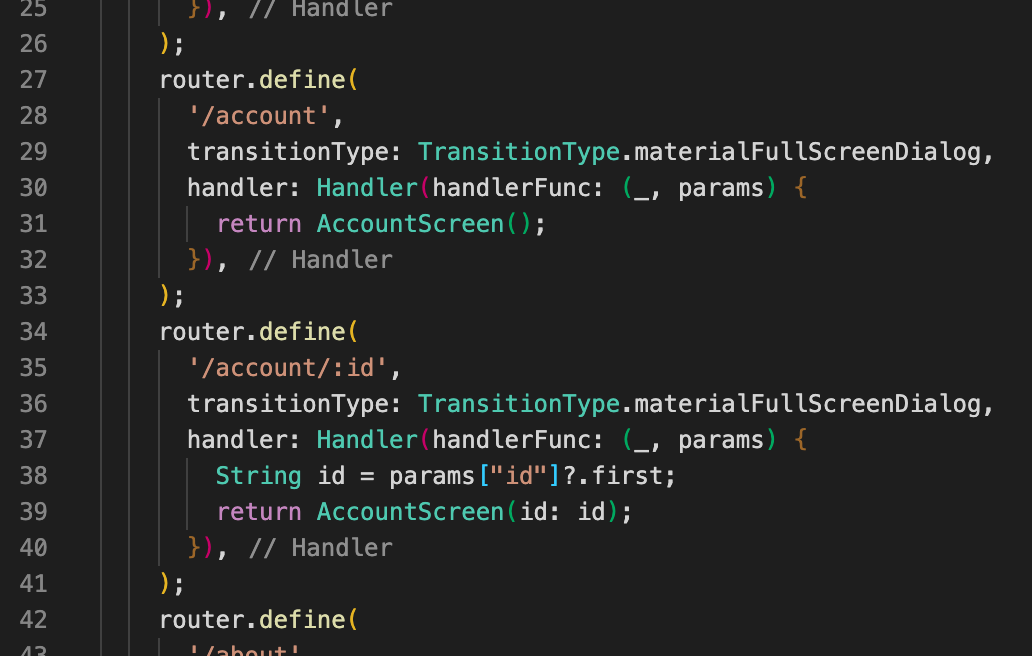 25 }), // Handler
26 );
27 router.define(
28 '/account',
29 transitionType: TransitionType.materialFullScreenDialog,
30 handler: Handler(handlerFunc: (_, params) {
31 return AccountScreen();
32 }), // Handler
33 );
34 router.define(
35 '/account/:id',
36 transitionType: TransitionType.materialFullScreenDialog,
37 handler: Handler(handlerFunc: (_, params) {
38 String id = params["id"]?.first;
39 return AccountScreen(id: id);
40 }), // Handler
41 );
42 router.define(
43 '/about'